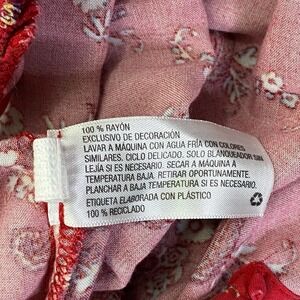 100 % RAYÓN
EXCLUSIVO DE DECORACIÓN
LAVAR A MÁQUINA CON AGUA FRÍA CON COLORES
SIMILARES, CICLO DELICADO. SOLO BLANQUEADOR SIN
LEJÍA SI ES NECESARIO. SECAR A MÁQUINA A
TEMPERATURA BAJA. RETIRAR OPORTUNAMENTE.
PLANCHAR A BAJA TEMPERATURA SI ES NECESARIO.
ETIQUETA ELABORADA CON PLÁSTICO
100 % RECICLADO